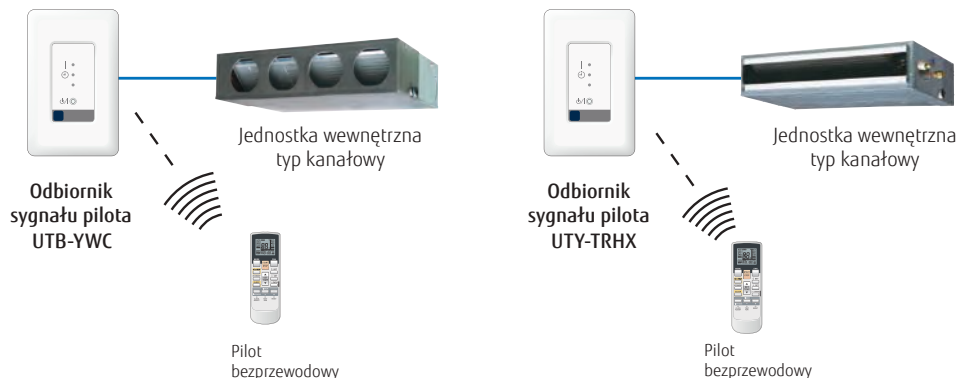 Jednostka wewnętrzna
typ kanałowy
Odbiornik
sygnału pilota
UTB-YWC
Pilot
bezprzewodowy
Jednostka wewnętrzna
typ kanałowy
Odbiornik
sygnału pilota
UTY-TRHX
Pilot
bezprzewodowy